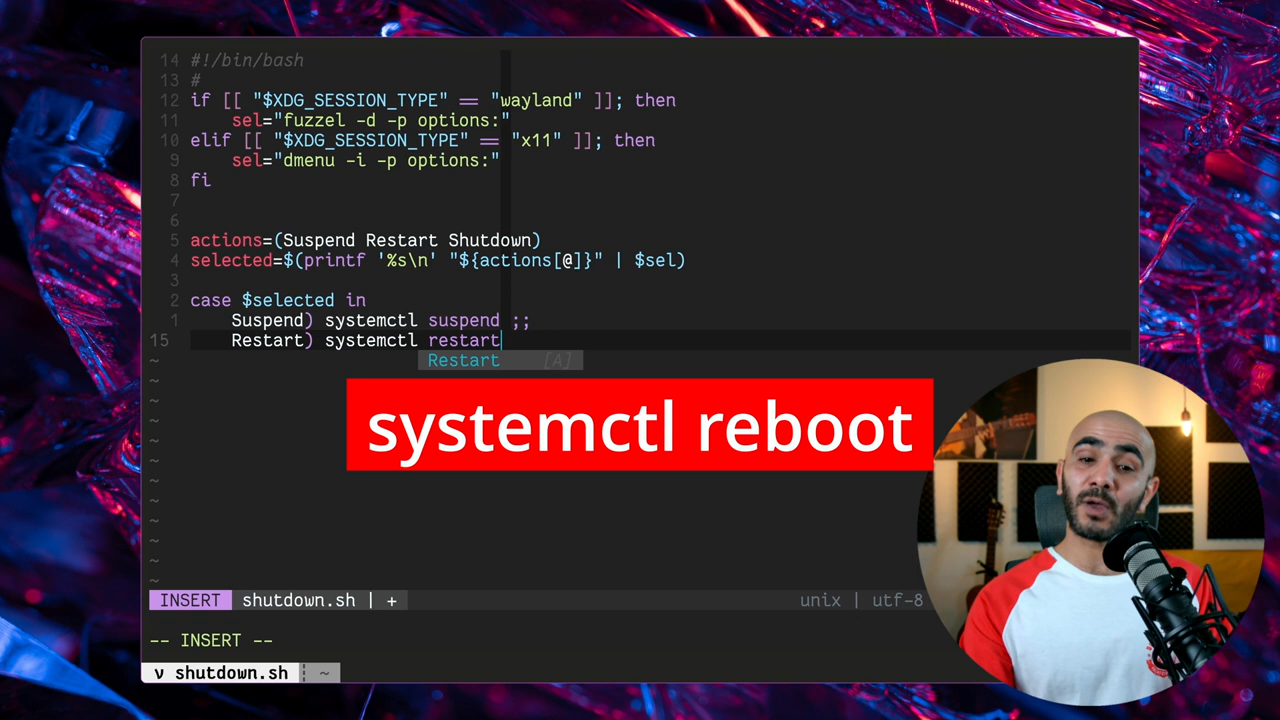 14 #!/bin/bash
13 #
12 if [[ "$XDG_SESSION_TYPE" == "wayland" ]]; then
11     sel="fuzzel -d -p options:"
10 elif [[ "$XDG_SESSION_TYPE" == "x11" ]]; then
9     sel="dmenu -i -p options:"
8 fi
7
6
5 actions=(Suspend Restart Shutdown)
4 selected=$(printf '%s\n' "${actions[@]}" | $sel)
3
2 case $selected in
1     Suspend) systemctl suspend ;;
15     Restart) systemctl restart
~ Restart [A]
~
~
systemctl reboot
~
~
~
~
~
~
~
~
~
INSERT shutdown.sh | + unix | utf-8
-- INSERT --
ν shutdown.sh ¦ ~